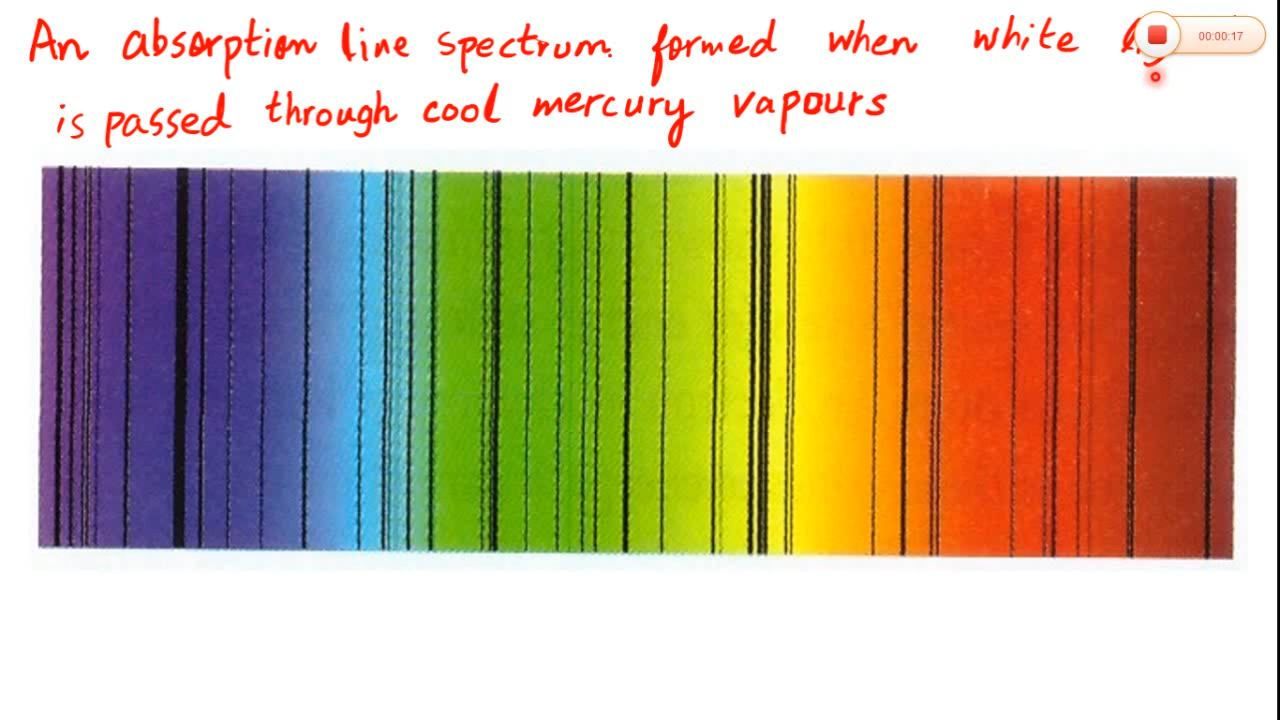 An absorption line spectrum. formed when white
is passed through cool mercury vapours
00:00:17